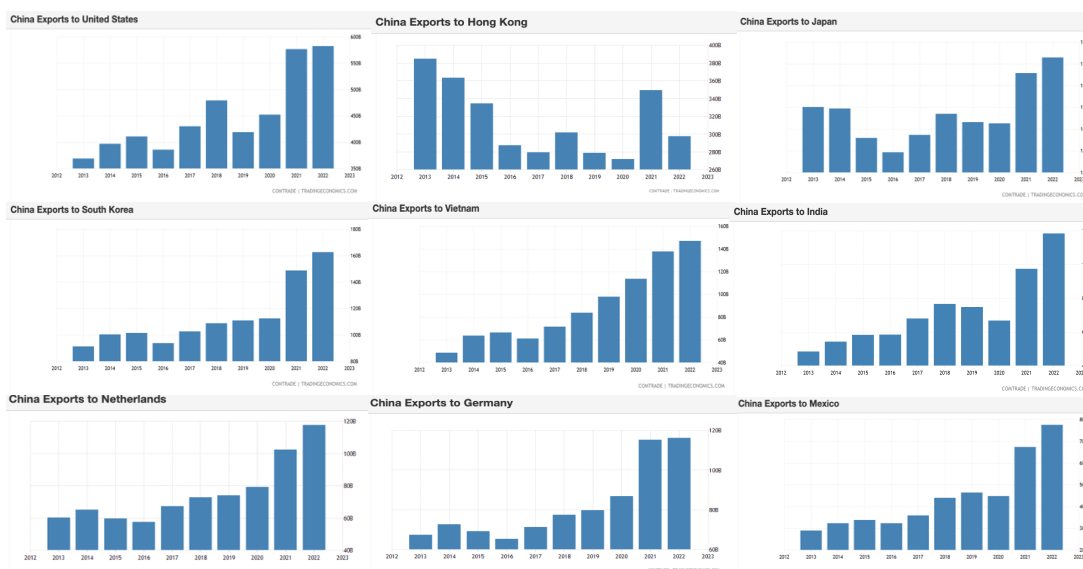 China Exports to United States
600B
550B
500B
450B
400B
350B
2012 2013 2014 2015 2016 2017 2018 2019 2020 2021 2022 2023
COMTRADE | TRADINGECONOMICS.COM
China Exports to Hong Kong
400B
380B
360B
340B
320B
300B
280B
260B
2012 2013 2014 2015 2016 2017 2018 2019 2020 2021 2022 2023
COMTRADE | TRADINGECONOMICS.COM
China Exports to Japan
2012 2013 2014 2015 2016 2017 2018 2019 2020 2021 2022
COMTRADE | TRADINGECONOMICS.CO
China Exports to South Korea
180B
160B
140B
120B
100B
80B
2012 2013 2014 2015 2016 2017 2018 2019 2020 2021 2022 2023
COMTRADE | TRADINGECONOMICS.COM
China Exports to Vietnam
160B
140B
120B
100B
80B
60B
40B
2012 2013 2014 2015 2016 2017 2018 2019 2020 2021 2022 2023
COMTRADE | TRADINGECONOMICS.COM
China Exports to India
2012 2013 2014 2015 2016 2017 2018 2019 2020 2021 2022
COMTRADE | TRADINGECONOMICS.CO
China Exports to Netherlands
120B
100B
80B
60B
40B
2012 2013 2014 2015 2016 2017 2018 2019 2020 2021 2022 2023
China Exports to Germany
120B
100B
80B
60B
2012 2013 2014 2015 2016 2017 2018 2019 2020 2021 2022 2023
China Exports to Mexico
2012 2013 2014 2015 2016 2017 2018 2019 2020 2021 2022